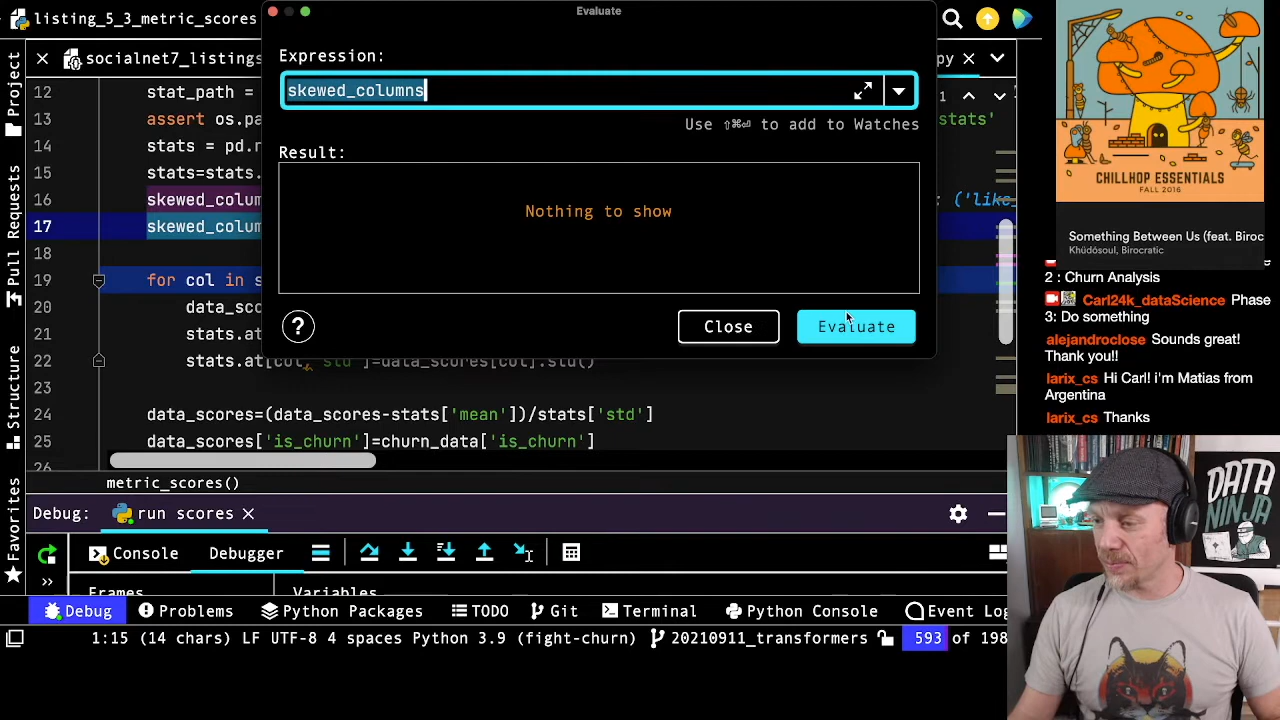 listing_5_3_metric_scores
Evaluate
socialnet7_listings
py
Expression:
skewed_columns
Use ⇧⌘⏎ to add to Watches
Result:
Nothing to show
Close
Evaluate
?
Project
Pull Requests
Structure
Favorites
1
12 stat_path =
13 assert os.pa stats'
14 stats = pd.r
15 stats=stats.
16 skewed_colum : ('like_
17 skewed_colum
18
19 for col in s
20 data_sco
21 stats.at
22 stats.at[col,'std']=data_scores[col].std()
23
24 data_scores=(data_scores-stats['mean'])/stats['std']
25 data_scores['is_churn']=churn_data['is_churn']
26
metric_scores()
Debug: run scores
Console Debugger
Frames Variables
Debug Problems Python Packages TODO Git Terminal Python Console Event Log
1:15 (14 chars) LF UTF-8 4 spaces Python 3.9 (fight-churn) 20210911_transformers 593 of 198
CHILLHOP ESSENTIALS
FALL 2016
Something Between Us (feat. Biroc
Khúdósoul, Birocratic
2 : Churn Analysis
Carl24k_dataScience Phase
3: Do something
alejandroclose Sounds great!
Thank you!!
larix_cs Hi Carl! i'm Matias from
Argentina
larix_cs Thanks
DATA
NINJA